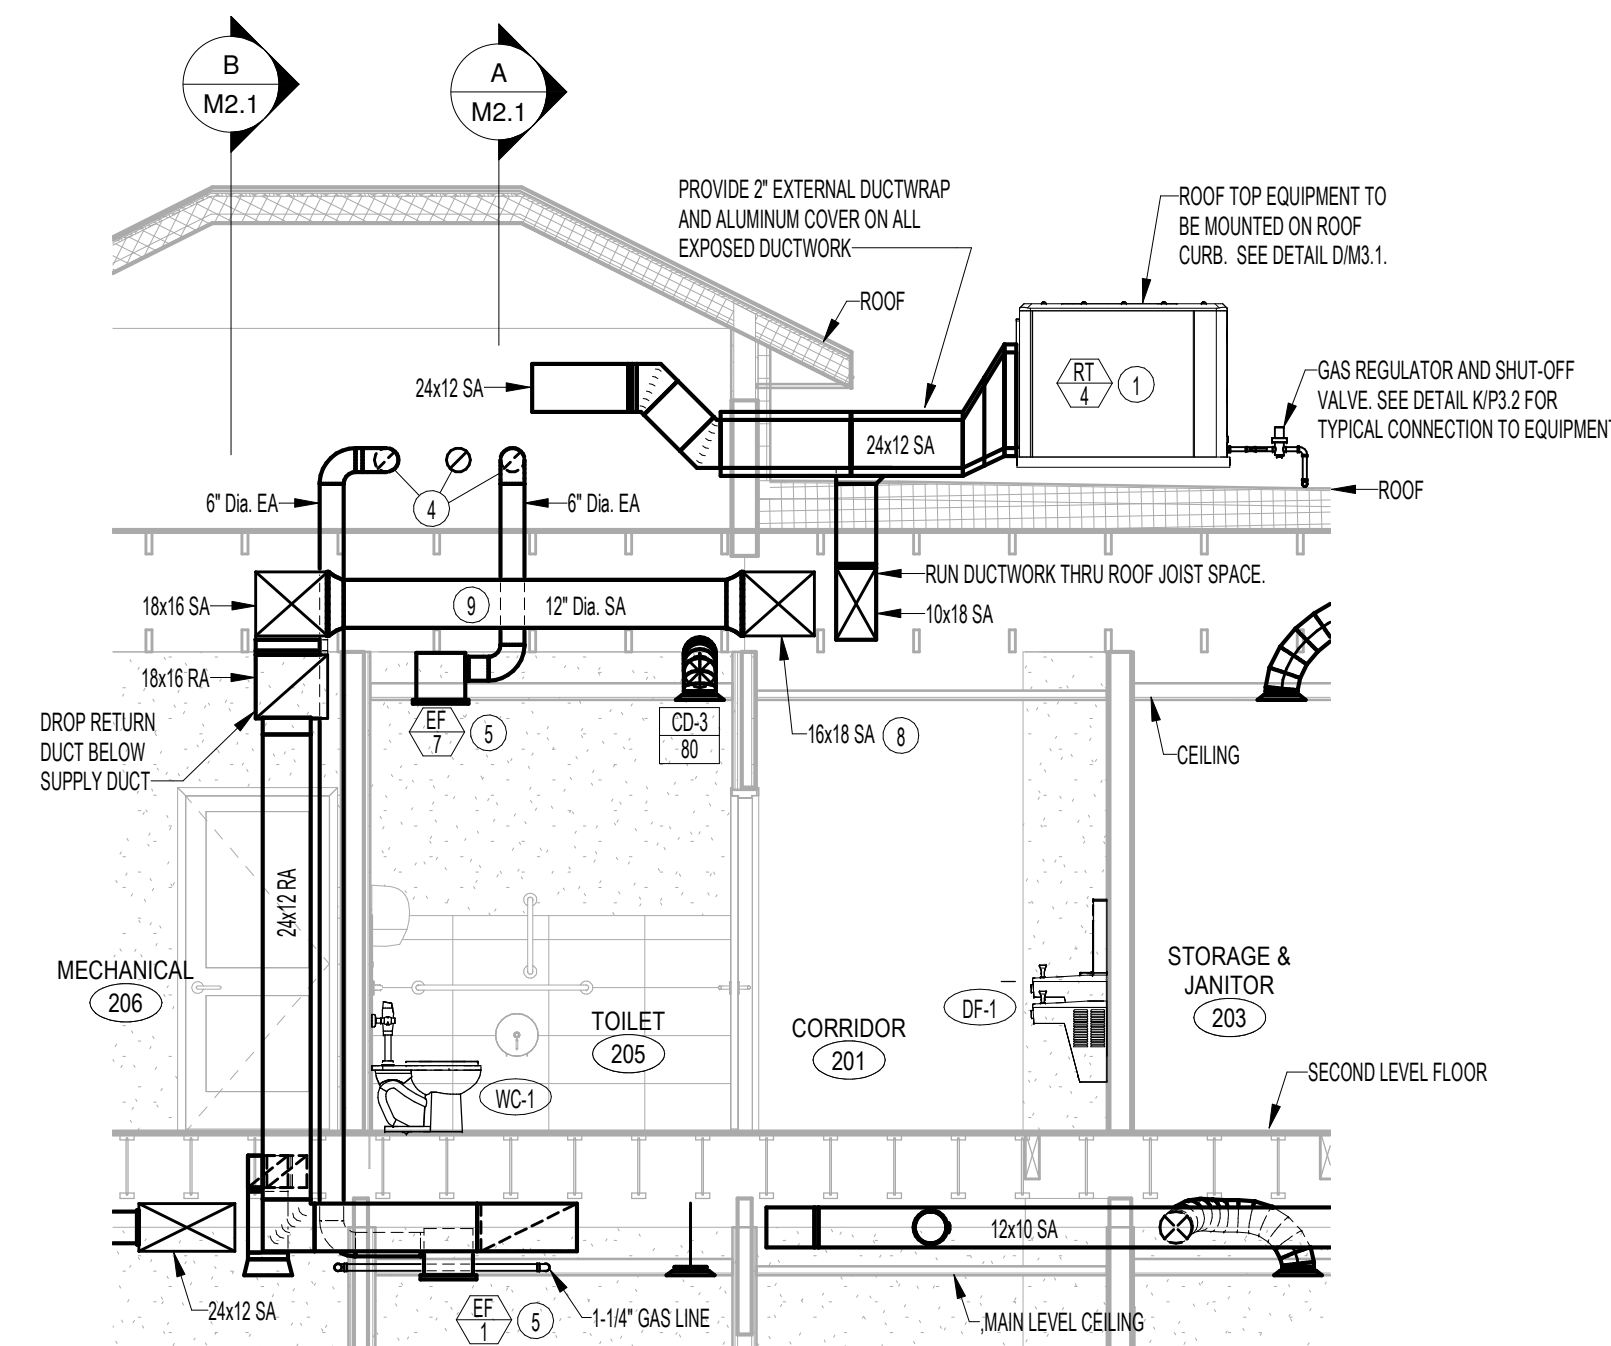 B
M2.1
A
M2.1
PROVIDE 2" EXTERNAL DUCTWRAP
AND ALUMINUM COVER ON ALL
EXPOSED DUCTWORK
ROOF TOP EQUIPMENT TO
BE MOUNTED ON ROOF
CURB. SEE DETAIL D/M3.1.
ROOF
24x12 SA
RT
4
1
GAS REGULATOR AND SHUT-OFF
VALVE. SEE DETAIL K/P3.2 FOR
TYPICAL CONNECTION TO EQUIPMENT
24x12 SA
6" Dia. EA
4
6" Dia. EA
ROOF
RUN DUCTWORK THRU ROOF JOIST SPACE.
18x16 SA
9
12" Dia. SA
10x18 SA
18x16 RA
DROP RETURN
DUCT BELOW
SUPPLY DUCT
EF
7
5
CD-3
80
16x18 SA
8
CEILING
24x12 RA
MECHANICAL
206
TOILET
205
WC-1
CORRIDOR
201
DF-1
STORAGE &
JANITOR
203
SECOND LEVEL FLOOR
12x10 SA
24x12 SA
EF
1
5
1-1/4" GAS LINE
MAIN LEVEL CEILING